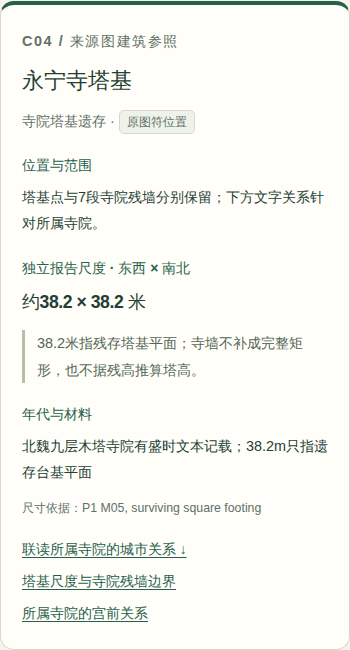 C04 / 来源图建筑参照
永宁寺塔基
寺院塔基遗存 · 原图符位置
位置与范围
塔基点与7段寺院残墙分别保留；下方文字关系针
对所属寺院。
独立报告尺度 · 东西 × 南北
约38.2 × 38.2 米
38.2米指残存塔基平面；寺墙不补成完整矩
形，也不据残高推算塔高。
年代与材料
北魏九层木塔寺院有盛时文本记载；38.2m只指遗
存台基平面
尺寸依据：P1 M05, surviving square footing
联读所属寺院的城市关系 ↓
塔基尺度与寺院残墙边界
所属寺院的宫前关系